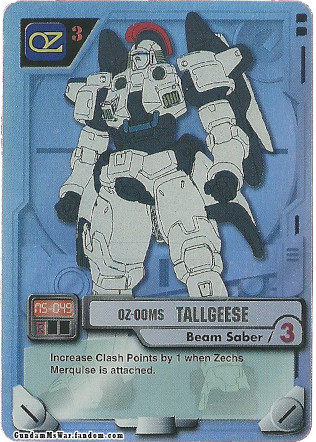 OZ 3
MS-049
OZ-00MS TALLGEESE
Beam Saber / 3
Increase Clash Points by 1 when Zechs
Merquise is attached.
GundamMsWar.fandom.com